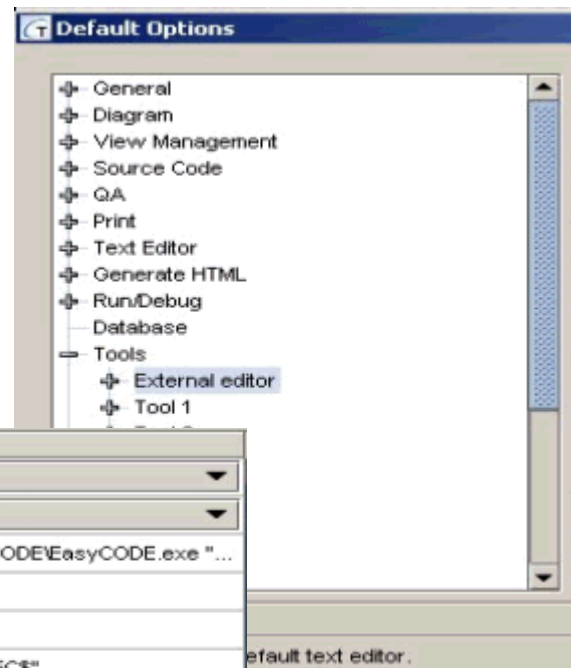 Default Options
General
Diagram
View Management
Source Code
QA
Print
Text Editor
Generate HTML
Run/Debug
Database
Tools
External editor
Tool 1
ODE\EasyCODE.exe "...
efault text editor.